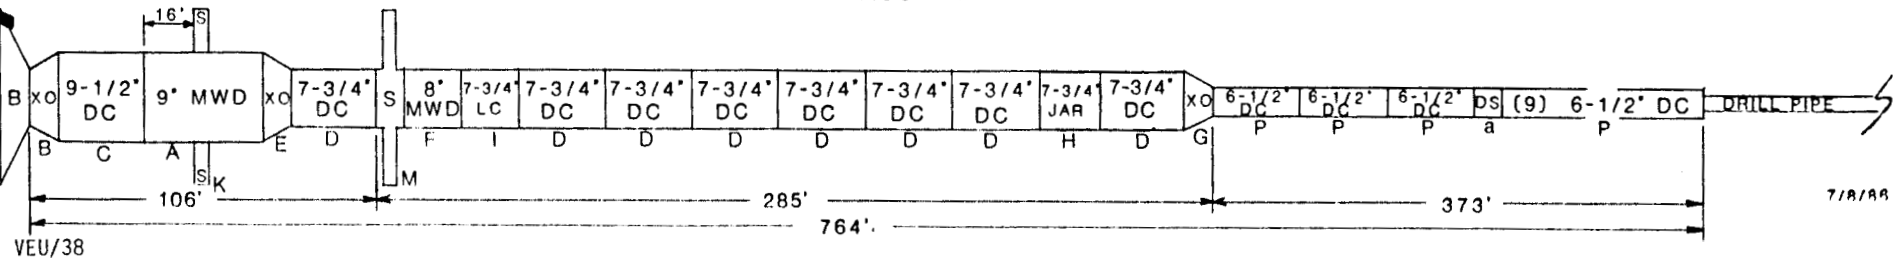 16' S
B XO 9-1/2" DC 9" MWD XO 7-3/4" DC S 8" MWD 7-3/4" LC 7-3/4" DC 7-3/4" DC 7-3/4" DC 7-3/4" DC 7-3/4" DC 7-3/4" DC 7-3/4" JAR 7-3/4" DC XO 6-1/2" DC 6-1/2" DC 6-1/2" DC DS (9) 6-1/2" DC DRILL PIPE
B C A E D F I D D D D D D H D G P P P a P
S K M
106' 285' 373' 7/8/86
764'.
VEU/38